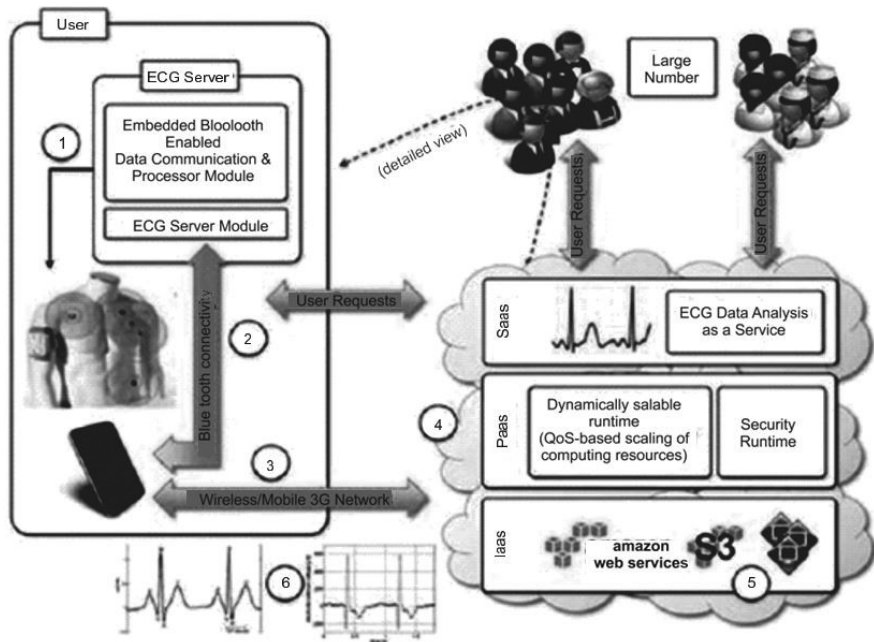 User
ECG Server
Embedded Bloolooth
Enabled
Data Communication &
Processor Module
ECG Server Module
1
(detailed view)
Large
Number
User Requests
User Requests
User Requests
Blue tooth connectivity
2
3
Wireless/Mobile 3G Network
Saas
ECG Data Analysis
as a Service
4
Paas
Dynamically salable
runtime
(QoS-based scaling of
computing resources)
Security
Runtime
Iaas
amazon
web services
S3
5
6